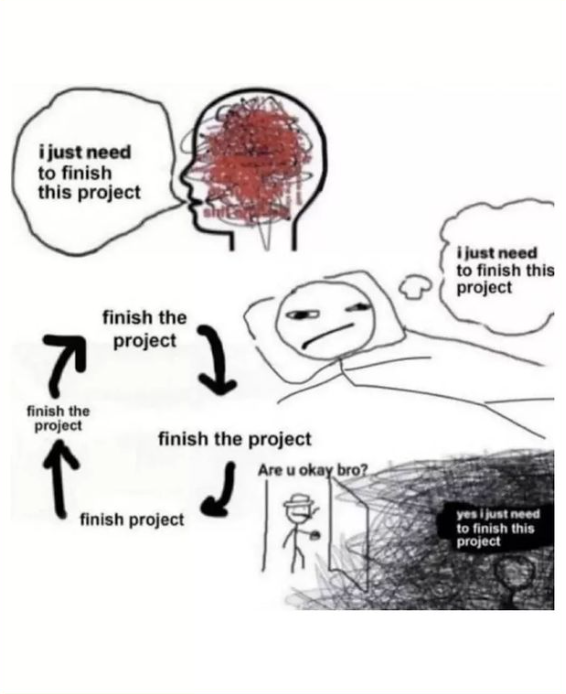 i just need
to finish
this project
i just need
to finish this
project
finish the
project
finish the
project
finish the project
finish project
Are u okay bro?
yes i just need
to finish this
project